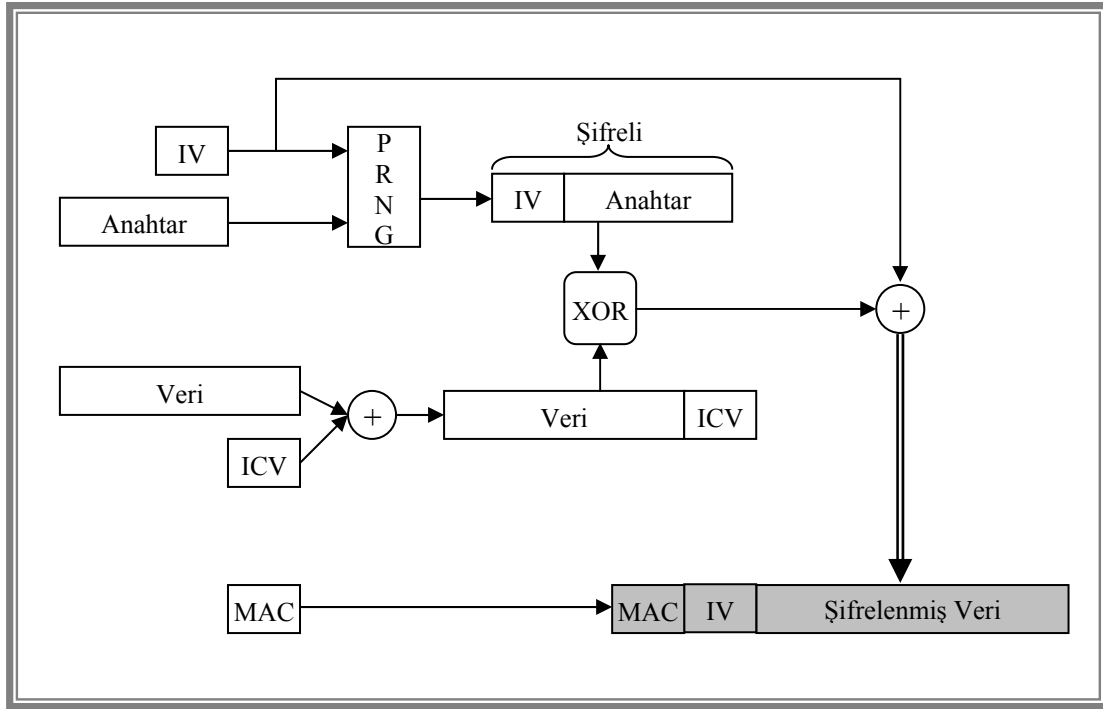 Şifreli
IV
P
R
N
G
IV Anahtar
Anahtar
XOR
+
Veri
+
Veri ICV
ICV
MAC
MAC IV Şifrelenmiş Veri